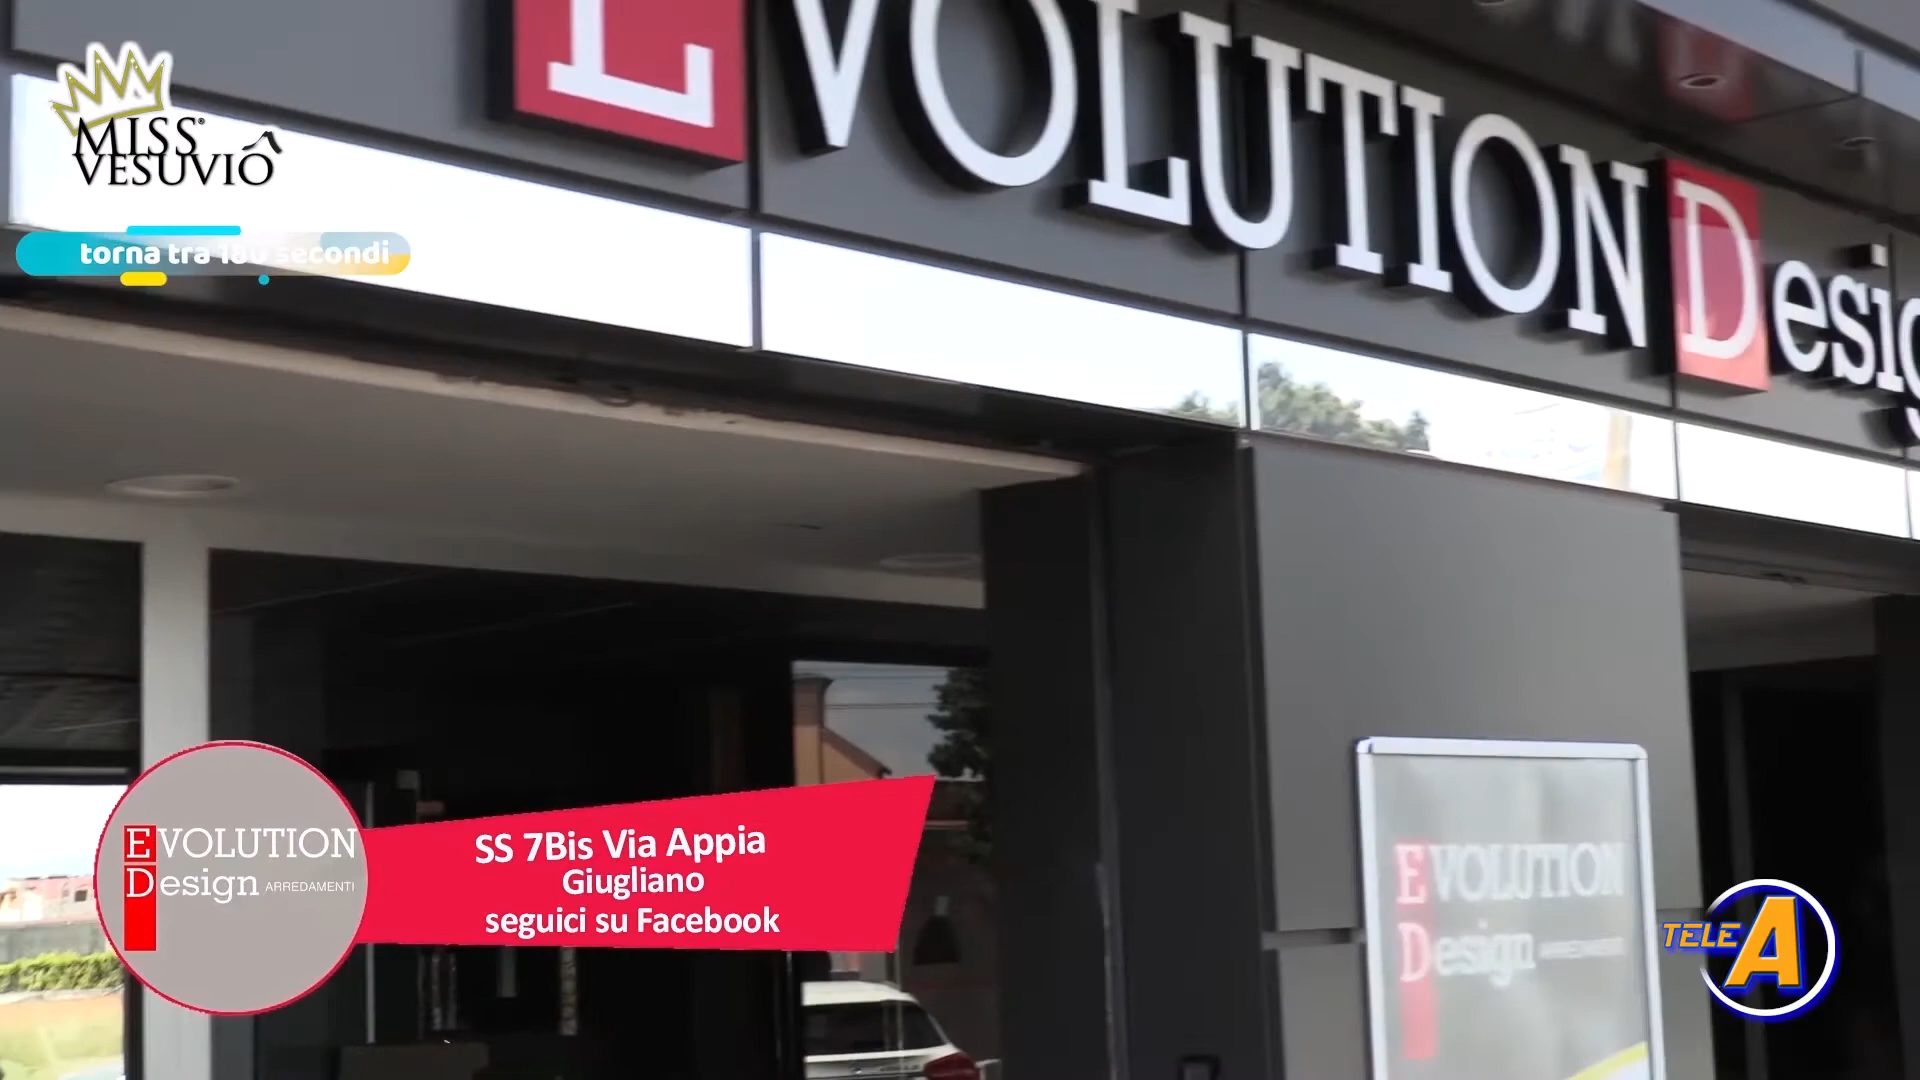 EVOLUTION Desig
MISS®
VESUVIO
torna tra 180 secondi
EVOLUTION
Design ARREDAMENTI
SS 7Bis Via Appia
Giugliano
seguici su Facebook
EVOLUTION
Design
TELE A